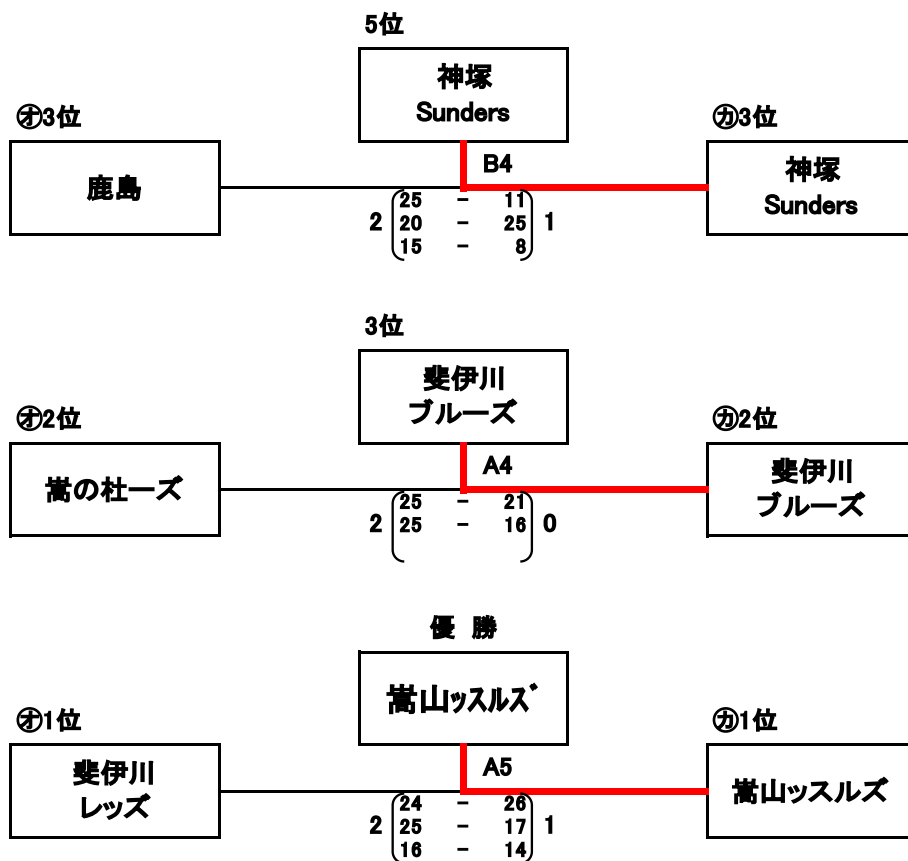 5位
神塚
Sunders
㋔3位
鹿島
B4
㋕3位
神塚
Sunders
2 25 - 11 1
20 - 25
15 - 8
3位
斐伊川
ブルーズ
㋔2位
嵩の杜ーズ
A4
㋕2位
斐伊川
ブルーズ
2 25 - 21 0
25 - 16
優 勝
嵩山ッスルズ
㋔1位
斐伊川
レッズ
A5
㋕1位
嵩山ッスルズ
24 - 26
2 25 - 17 1
16 - 14